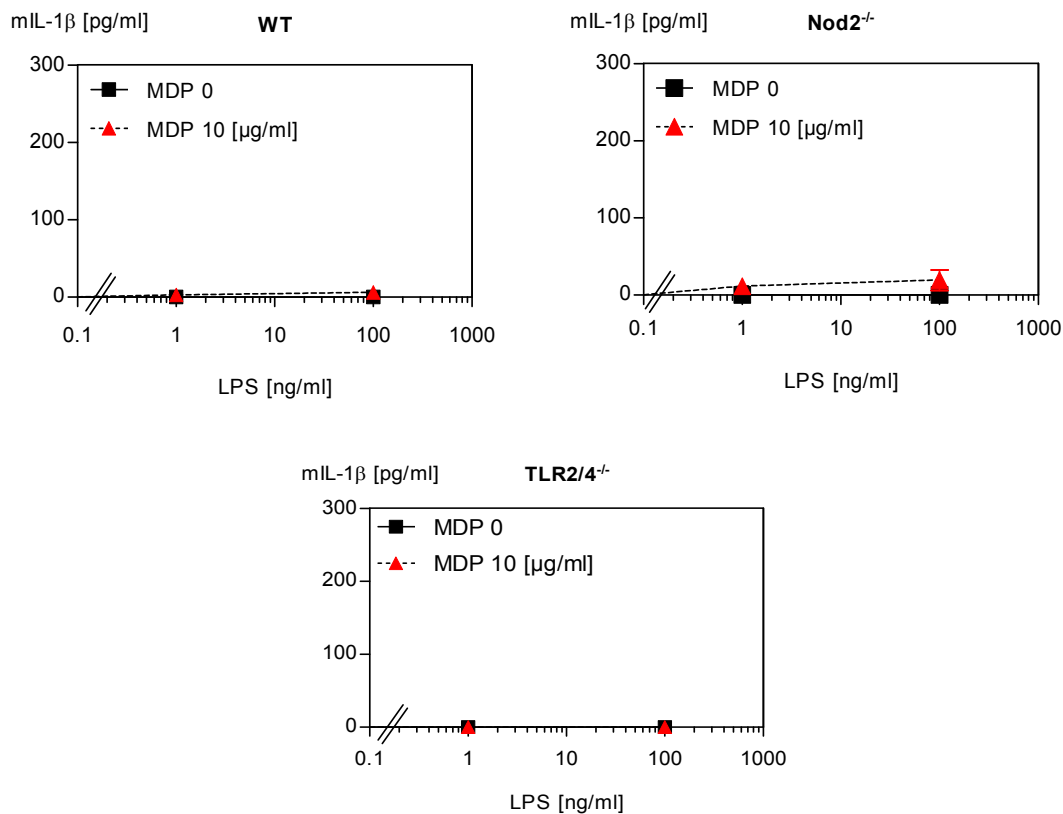 mIL-1β [pg/ml] WT
300
MDP 0
MDP 10 [µg/ml]
200
100
0
0.1 1 10 100 1000
LPS [ng/ml]
mIL-1β [pg/ml] Nod2-/-
300
MDP 0
MDP 10 [µg/ml]
200
100
0
0.1 1 10 100 1000
LPS [ng/ml]
mIL-1β [pg/ml] TLR2/4-/-
300
MDP 0
MDP 10 [µg/ml]
200
100
0
0.1 1 10 100 1000
LPS [ng/ml]